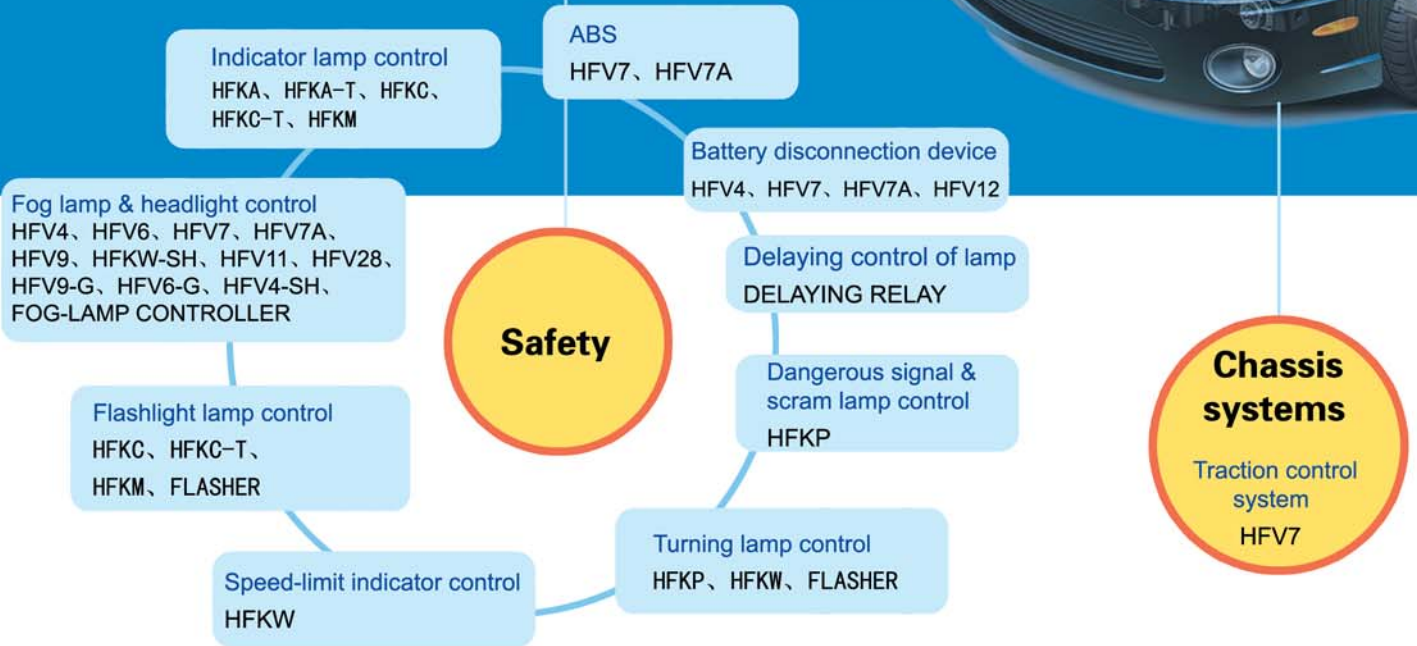 ABS
HFV7、HFV7A
Indicator lamp control
HFKA、HFKA-T、HFKC、
HFKC-T、HFKM
Battery disconnection device
HFV4、HFV7、HFV7A、HFV12
Fog lamp & headlight control
HFV4、HFV6、HFV7、HFV7A、
HFV9、HFKW-SH、HFV11、HFV28、
HFV9-G、HFV6-G、HFV4-SH、
FOG-LAMP CONTROLLER
Delaying control of lamp
DELAYING RELAY
Safety
Dangerous signal &
scram lamp control
HFKP
Flashlight lamp control
HFKC、HFKC-T、
HFKM、FLASHER
Turning lamp control
HFKP、HFKW、FLASHER
Speed-limit indicator control
HFKW
Chassis
systems
Traction control
system
HFV7